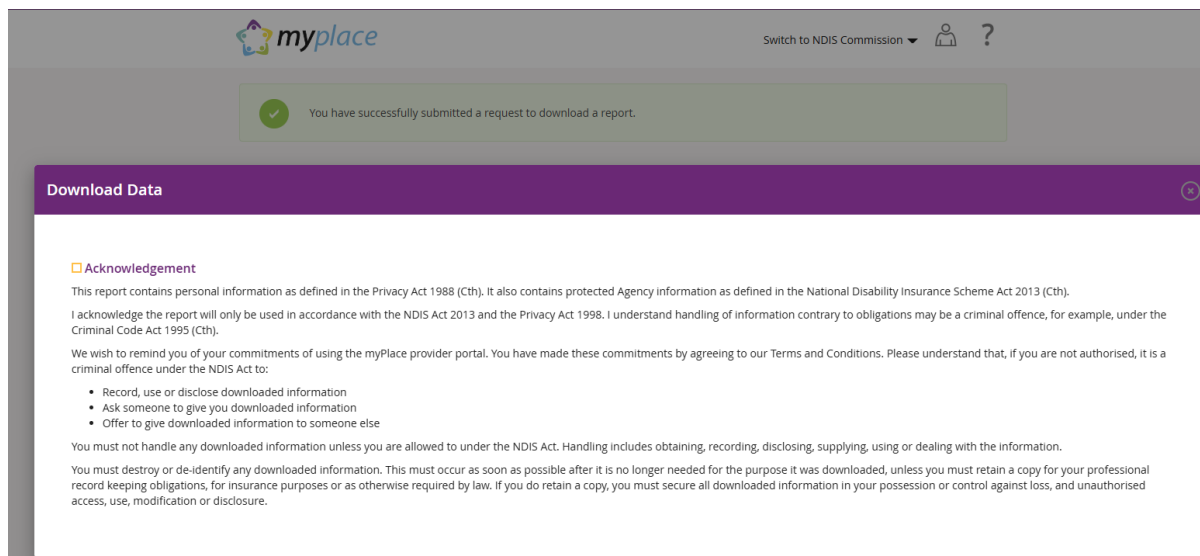 myplace
Switch to NDIS Commission
?
You have successfully submitted a request to download a report.
Download Data
Acknowledgement
This report contains personal information as defined in the Privacy Act 1988 (Cth). It also contains protected Agency information as defined in the National Disability Insurance Scheme Act 2013 (Cth).
I acknowledge the report will only be used in accordance with the NDIS Act 2013 and the Privacy Act 1998. I understand handling of information contrary to obligations may be a criminal offence, for example, under the
Criminal Code Act 1995 (Cth).
We wish to remind you of your commitments of using the myPlace provider portal. You have made these commitments by agreeing to our Terms and Conditions. Please understand that, if you are not authorised, it is a
criminal offence under the NDIS Act to:
• Record, use or disclose downloaded information
• Ask someone to give you downloaded information
• Offer to give downloaded information to someone else
You must not handle any downloaded information unless you are allowed to under the NDIS Act. Handling includes obtaining, recording, disclosing, supplying, using or dealing with the information.
You must destroy or de-identify any downloaded information. This must occur as soon as possible after it is no longer needed for the purpose it was downloaded, unless you must retain a copy for your professional
record keeping obligations, for insurance purposes or as otherwise required by law. If you do retain a copy, you must secure all downloaded information in your possession or control against loss, and unauthorised
access, use, modification or disclosure.